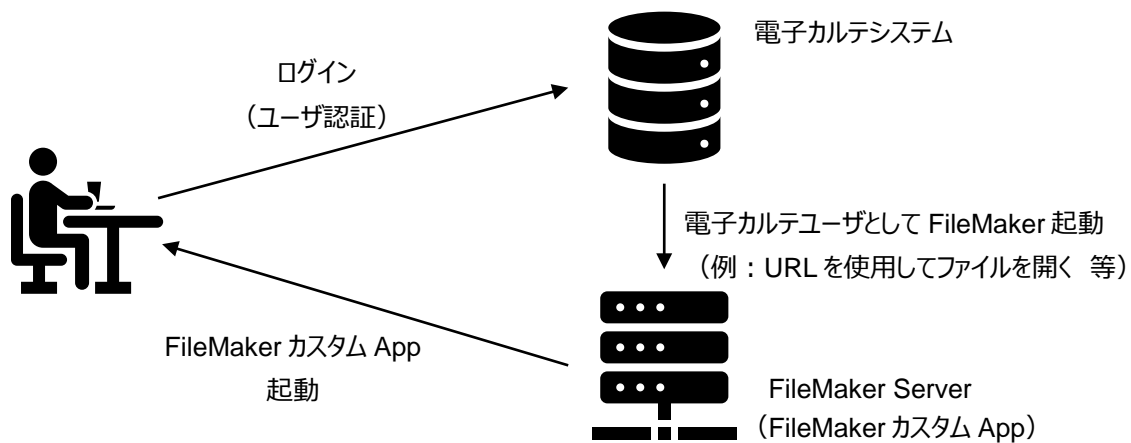 電子カルテシステム
ログイン
（ユーザ認証）
電子カルテユーザとして FileMaker 起動
（例：URL を使用してファイルを開く 等）
FileMaker カスタム App
起動
FileMaker Server
（FileMaker カスタム App）